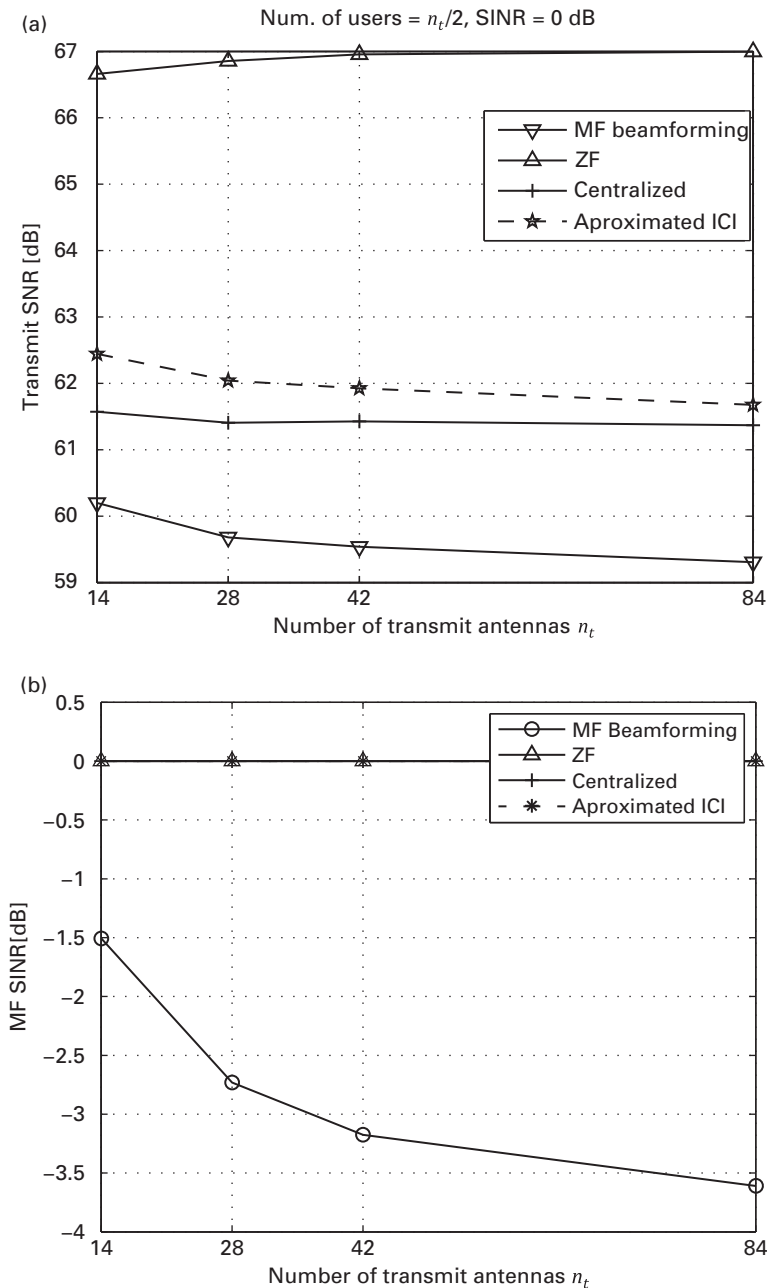 (a)
Num. of users = n_t/2, SINR = 0 dB
Transmit SNR [dB]
67
66
65
64
63
62
61
60
59
MF beamforming
ZF
Centralized
Aproximated ICI
14
28
42
84
Number of transmit antennas n_t
(b)
MF SINR[dB]
0.5
0
−0.5
−1
−1.5
−2
−2.5
−3
−3.5
−4
MF Beamforming
ZF
Centralized
Aproximated ICI
14
28
42
84
Number of transmit antennas n_t